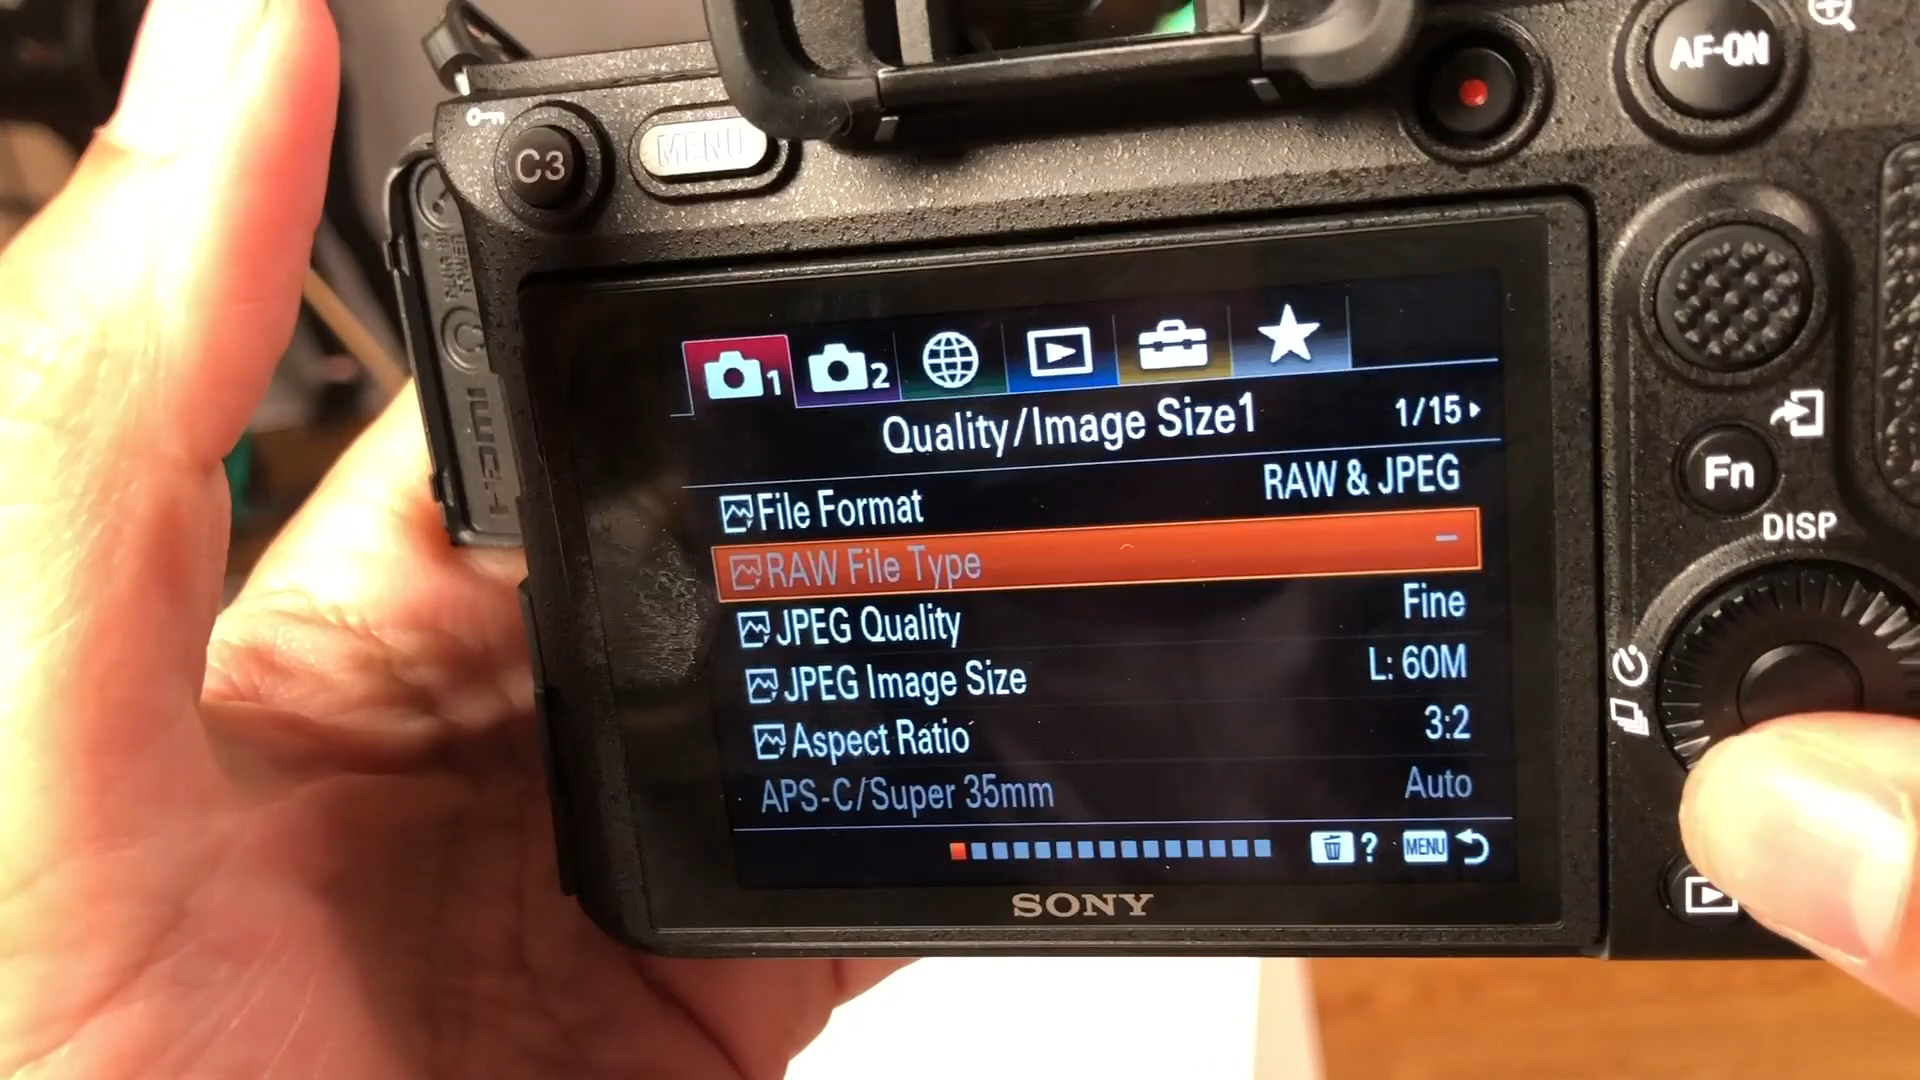 AF-ON
C3
MENU
1
2
Quality/Image Size1
1/15
File Format
RAW & JPEG
RAW File Type
–
JPEG Quality
Fine
JPEG Image Size
L: 60M
Aspect Ratio
3:2
APS-C/Super 35mm
Auto
?
MENU
SONY
Fn
DISP
HDMI